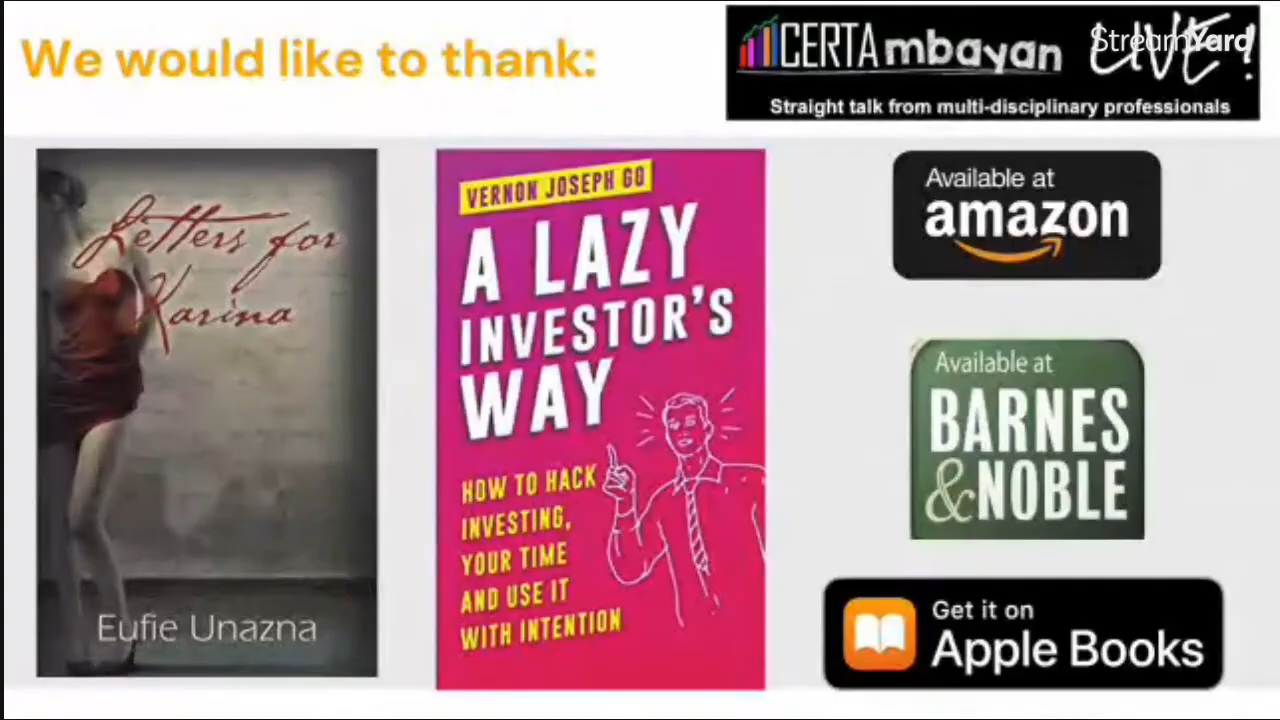 We would like to thank:
CERTAmbayan LIVE!
StreamYard
Straight talk from multi-disciplinary professionals
Letters for
Karina
Eufie Unazna
VERNON JOSEPH GO
A LAZY
INVESTOR'S
WAY
HOW TO HACK
INVESTING,
YOUR TIME
AND USE IT
WITH INTENTION
Available at
amazon
Available at
BARNES
&NOBLE
Get it on
Apple Books